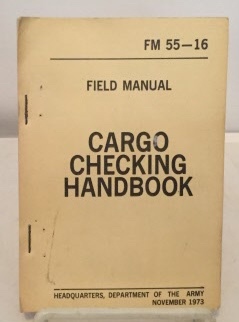 FM 55—16
FIELD MANUAL
CARGO
CHECKING
HANDBOOK
HEADQUARTERS, DEPARTMENT OF THE ARMY
NOVEMBER 1973